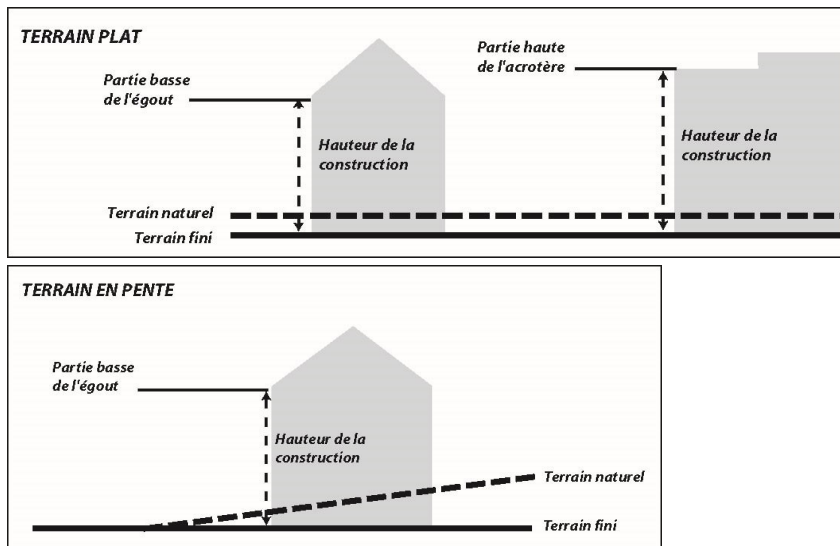 TERRAIN PLAT
Partie basse
de l'égout
Hauteur de la
construction
Partie haute
de l'acrotère
Hauteur de la
construction
Terrain naturel
Terrain fini
TERRAIN EN PENTE
Partie basse
de l'égout
Hauteur de la
construction
Terrain naturel
Terrain fini